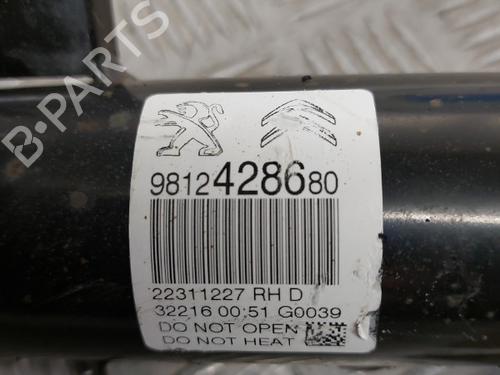 B-PARTS
9812428680
22311227 RH D
32216 00:51 G0039
DO NOT OPEN
DO NOT HEAT